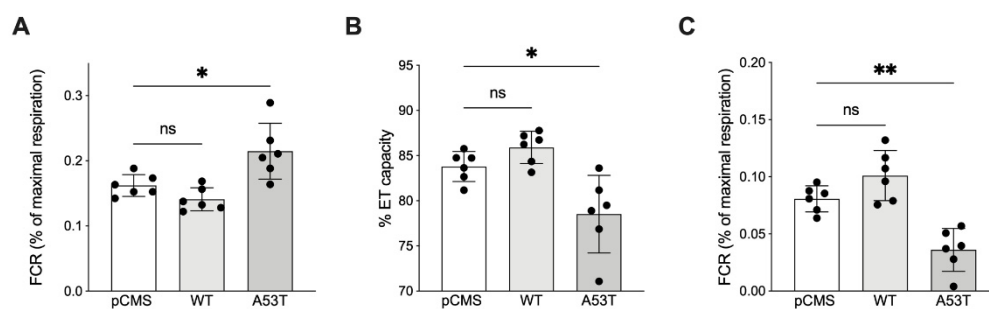 A
FCR (% of maximal respiration)
0.3
0.2
0.1
0.0
*
ns
pCMS WT A53T
B
% ET capacity
95
90
85
80
75
70
*
ns
pCMS WT A53T
C
FCR (% of maximal respiration)
0.20
0.15
0.10
0.05
0.00
**
ns
pCMS WT A53T